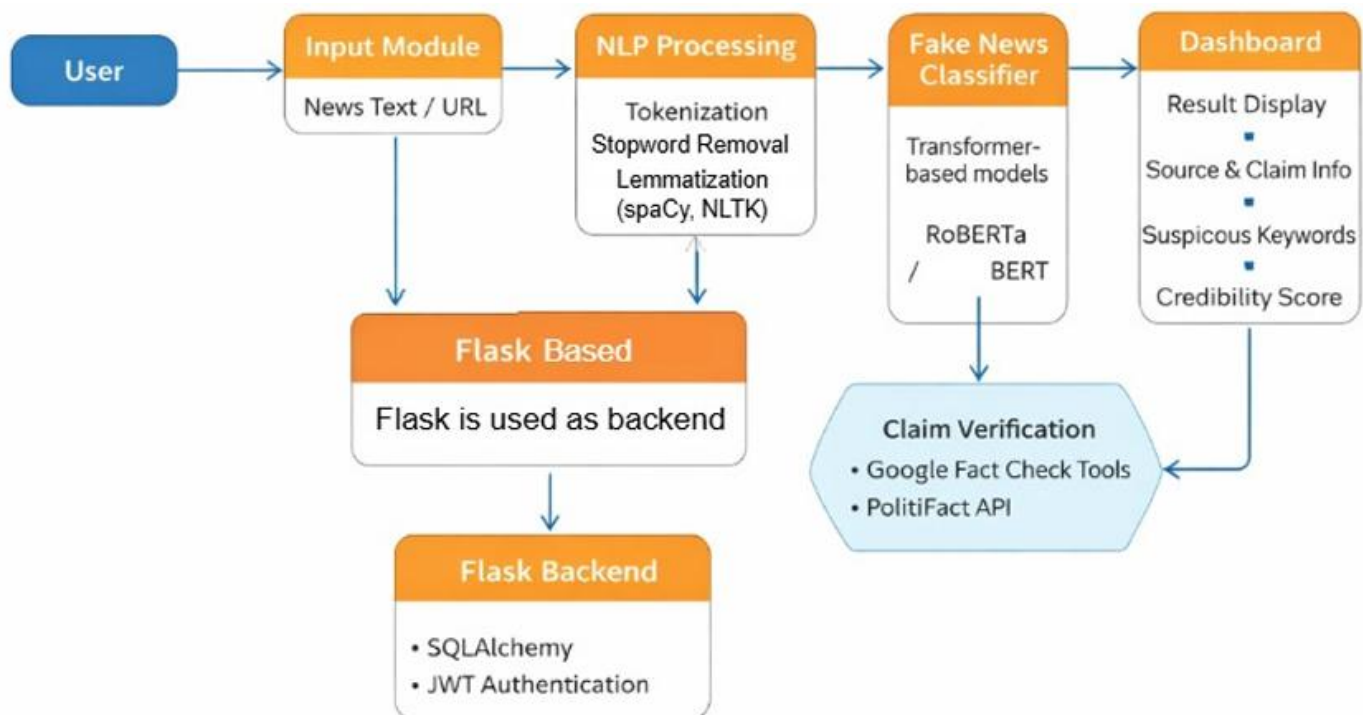 User
Input Module
News Text / URL
NLP Processing
Tokenization
Stopword Removal
Lemmatization
(spaCy, NLTK)
Fake News
Classifier
Transformer-
based models
RoBERTa
/ BERT
Dashboard
Result Display
Source & Claim Info
Suspicous Keywords
Credibility Score
Flask Based
Flask is used as backend
Claim Verification
• Google Fact Check Tools
• PolitiFact API
Flask Backend
• SQLAlchemy
• JWT Authentication